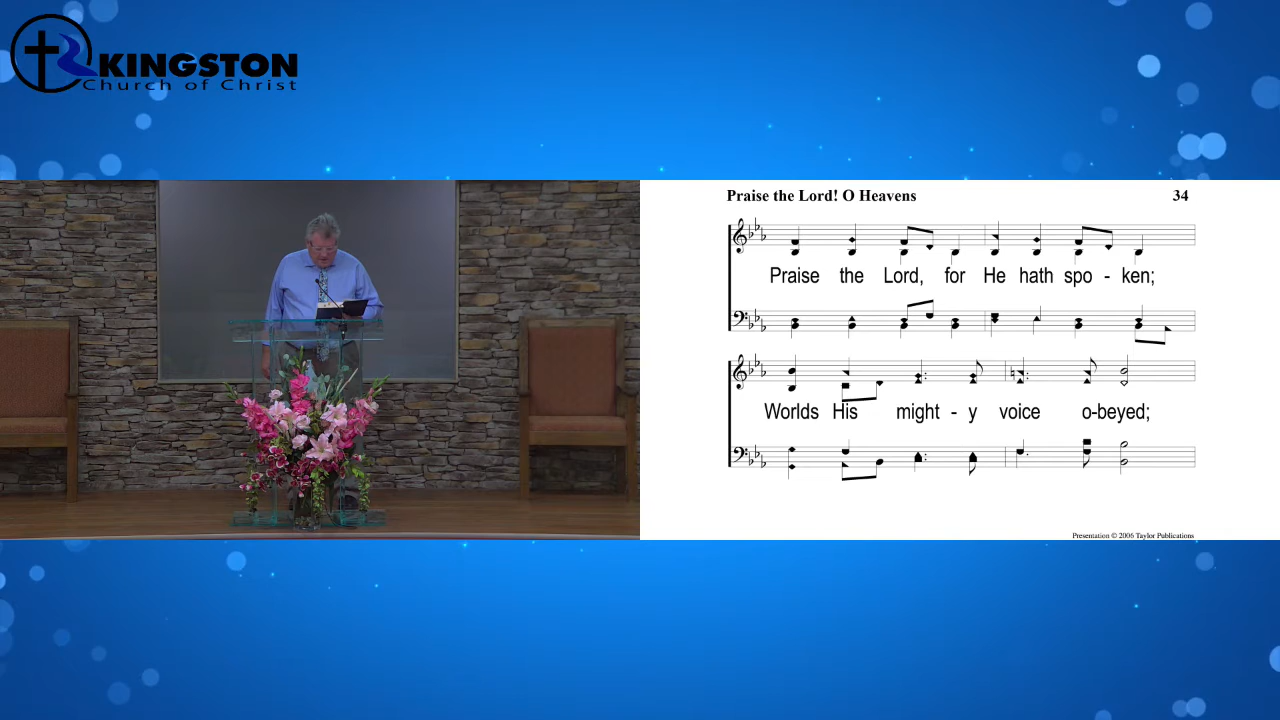 KINGSTON
Church of Christ
Praise the Lord! O Heavens 34
Praise the Lord, for He hath spo - ken;
Worlds His might - y voice o-beyed;
Presentation © 2006 Taylor Publications